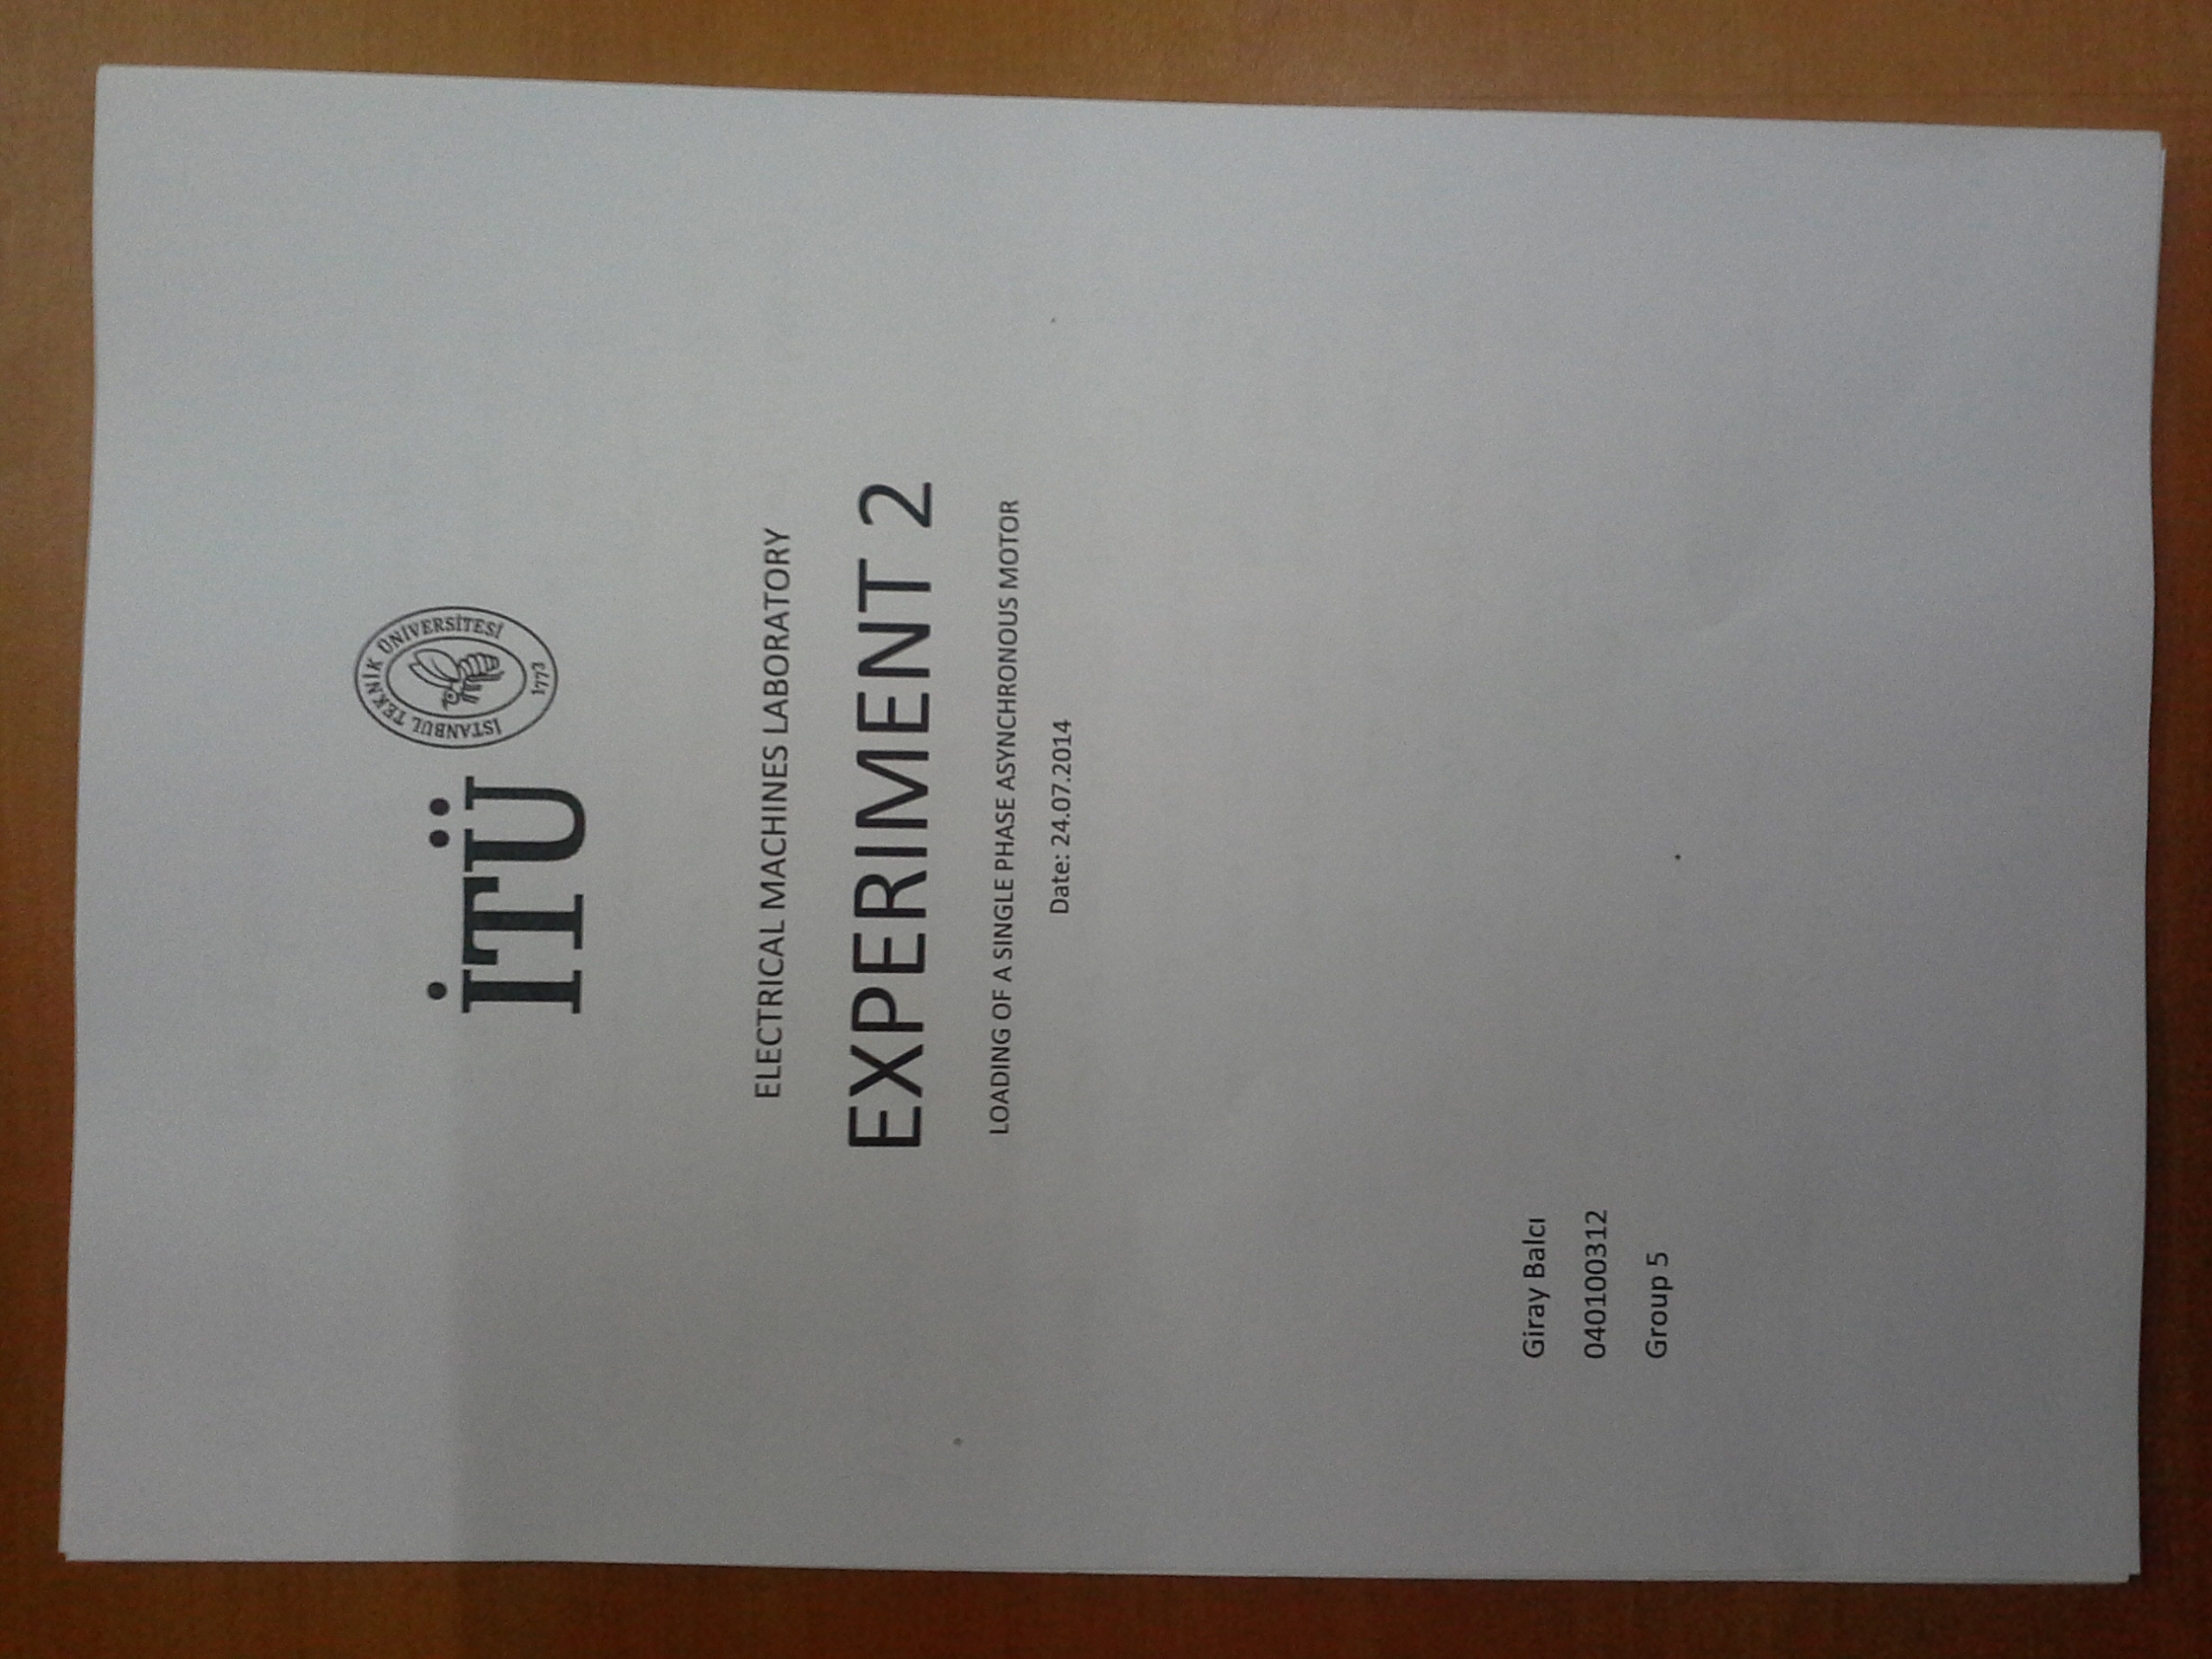 İTÜ
İSTANBUL TEKNİK ÜNİVERSİTESİ
1773
ELECTRICAL MACHINES LABORATORY
EXPERIMENT 2
LOADING OF A SINGLE PHASE ASYNCHRONOUS MOTOR
Date: 24.07.2014
Giray Balcı
040100312
Group 5